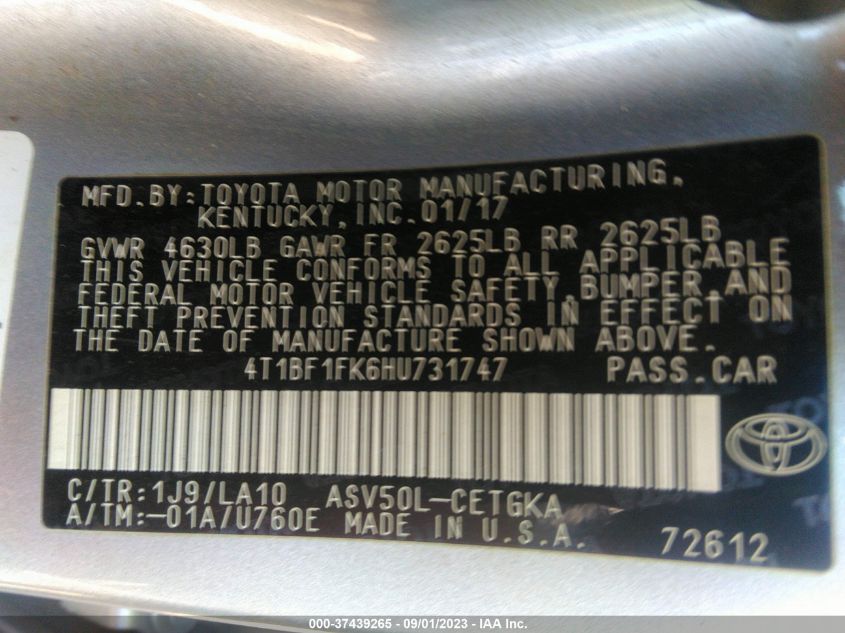 MFD.BY:TOYOTA MOTOR MANUFACTURING,
KENTUCKY, INC.01/17
GVWR 4630LB GAWR FR 2625LB RR 2625LB
THIS VEHICLE CONFORMS TO ALL APPLICABLE
FEDERAL MOTOR VEHICLE SAFETY,BUMPER,AND
THEFT PREVENTION STANDARDS IN EFFECT ON
THE DATE OF MANUFACTURE SHOWN ABOVE.
4T1BF1FK6HU731747 PASS.CAR
C/TR:1J9/LA10 ASV50L-CETGKA
A/TM:-01A/U760E MADE IN U.S.A.
72612
000-37439265 - 09/01/2023 - IAA Inc.